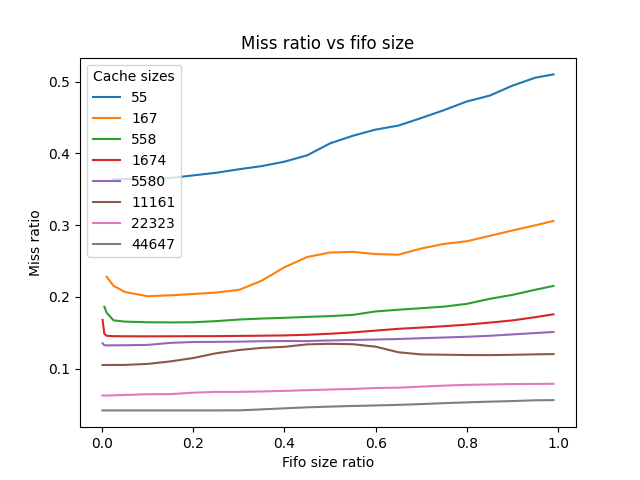 Miss ratio vs fifo size
Cache sizes
55
167
558
1674
5580
11161
22323
44647
0.5
0.4
0.3
0.2
0.1
Miss ratio
0.0 0.2 0.4 0.6 0.8 1.0
Fifo size ratio